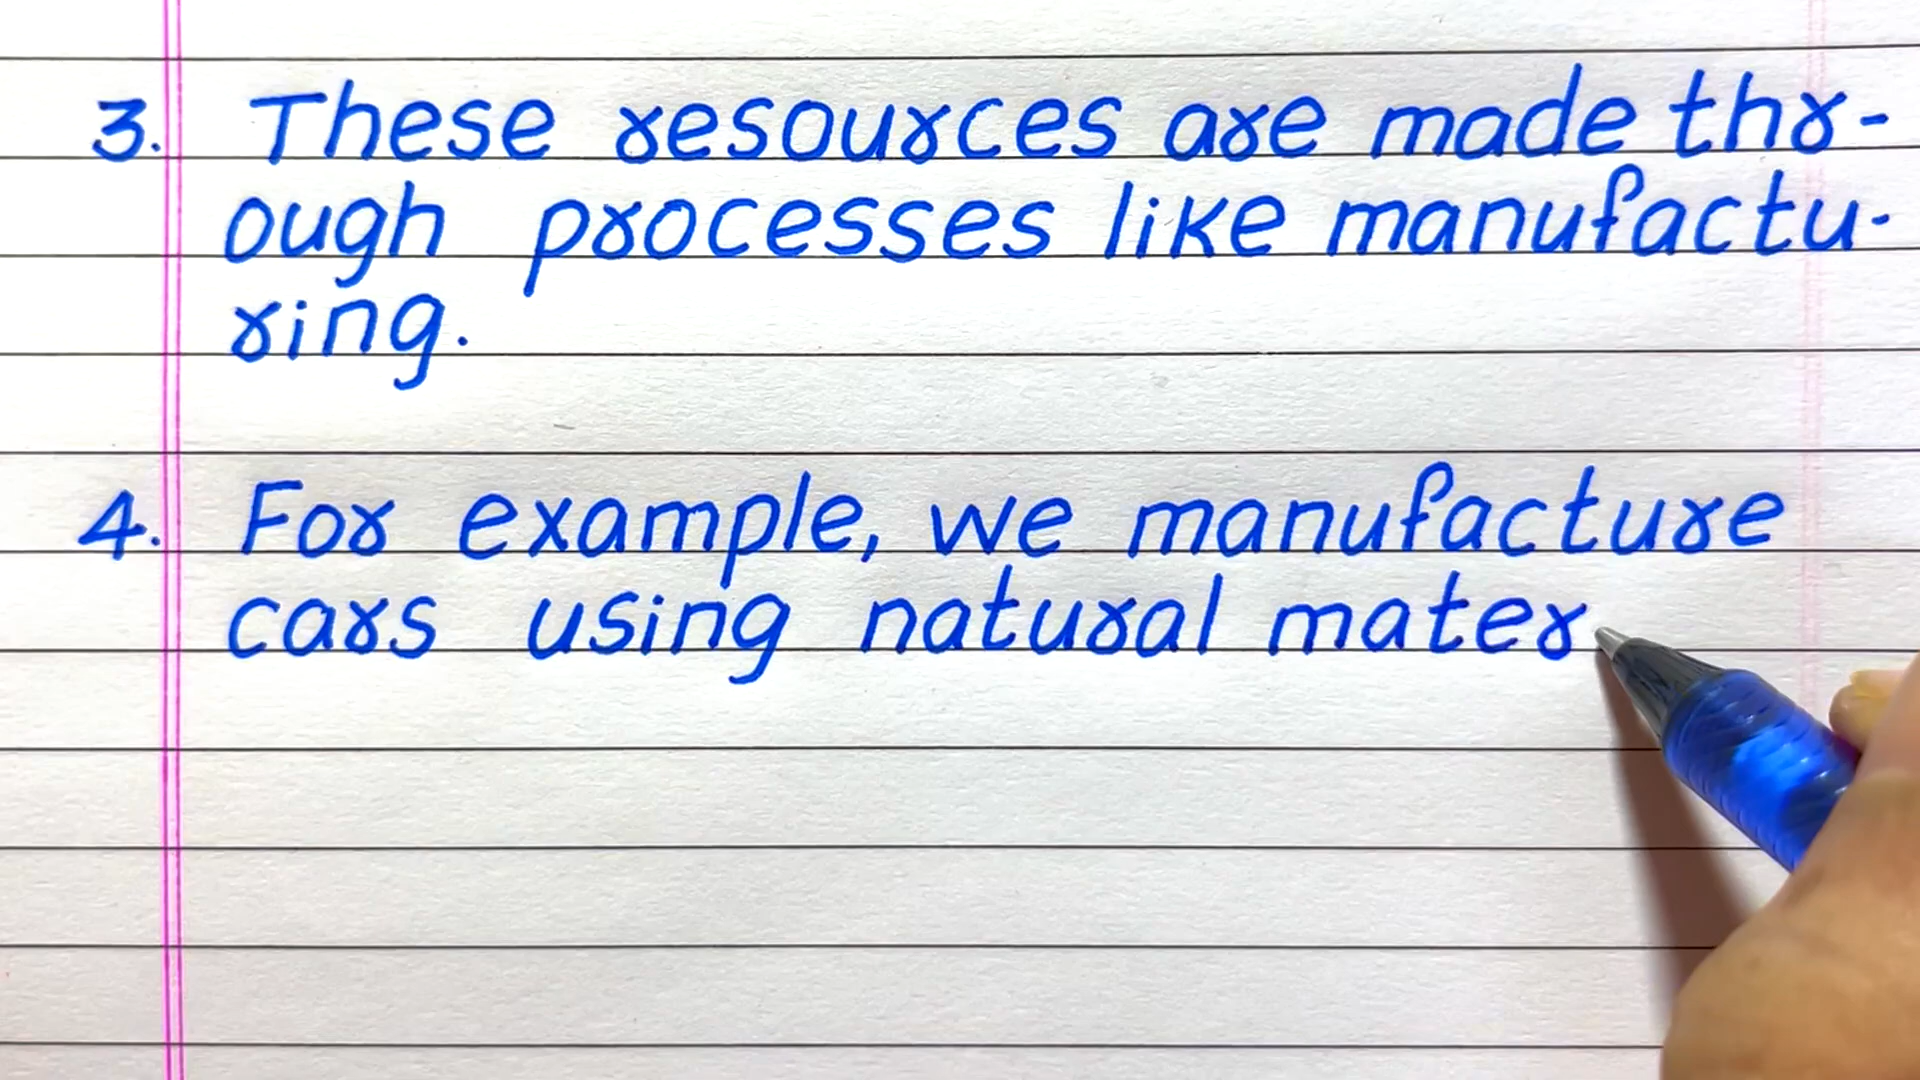 3. These resources are made thr-
ough processes like manufactu-
ring.
4. For example, we manufacture
cars using natural mater